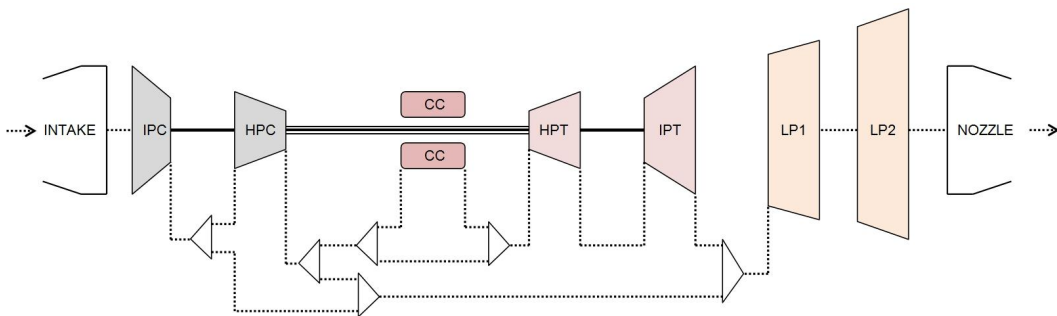 INTAKE
IPC
HPC
CC
CC
HPT
IPT
LP1
LP2
NOZZLE